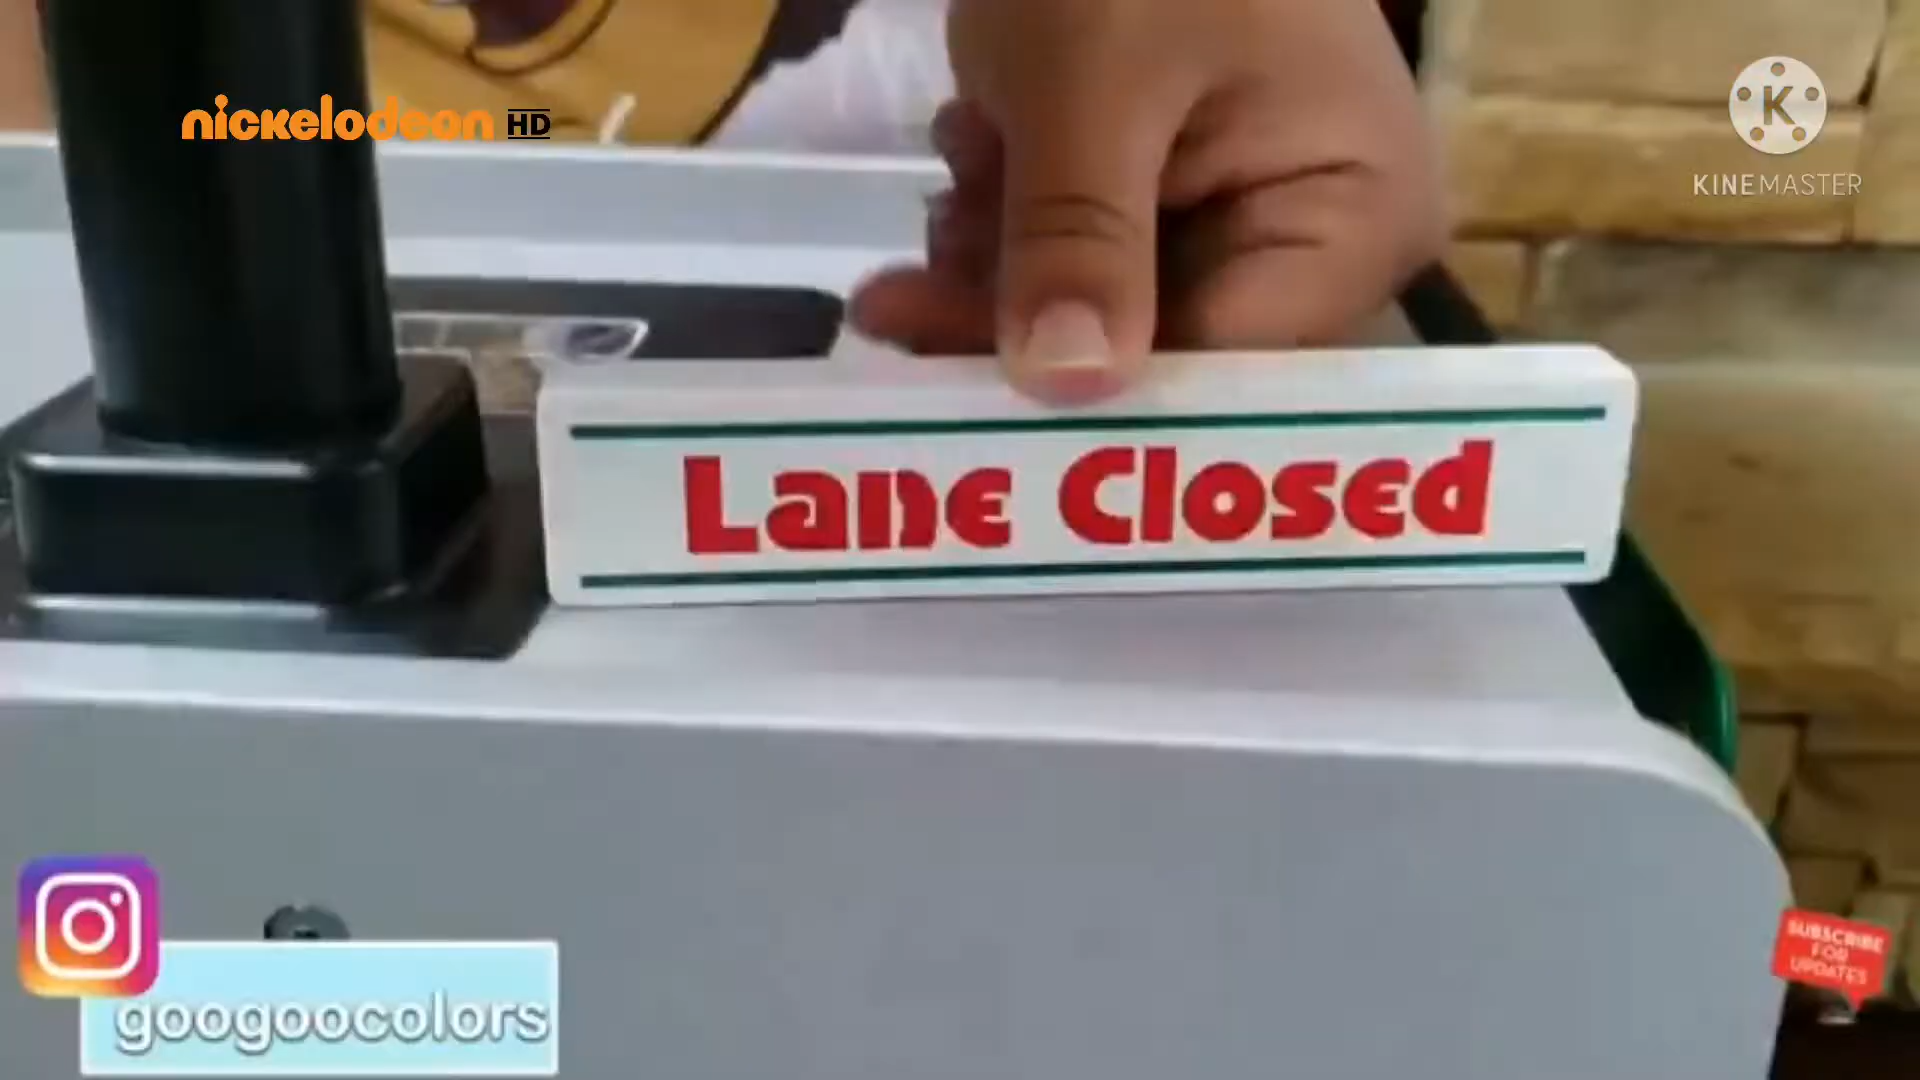 nickelodeon HD
KINEMASTER
Lane Closed
SUBSCRIBE
FOR
UPDATES
googoocolors